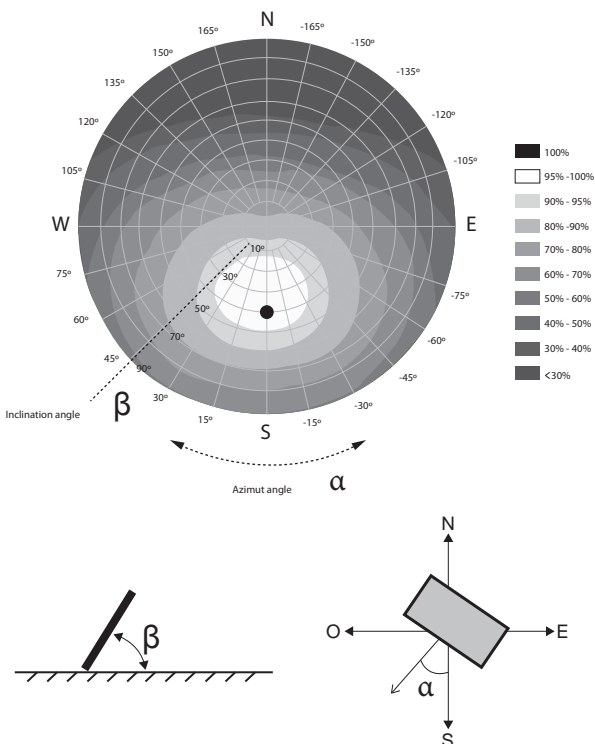 N
165º
-165º
150º
-150º
135º
-135º
120º
-120º
105º
-105º
W
E
75º
-75º
60º
-60º
45º
-45º
30º
-30º
15º
-15º
S
10º
30º
50º
70º
90º
Inclination angle
β
Azimut angle
α
100%
95% -100%
90% - 95%
80% -90%
70% - 80%
60% - 70%
50% - 60%
40% - 50%
30% - 40%
<30%
β
N
O
E
α
S